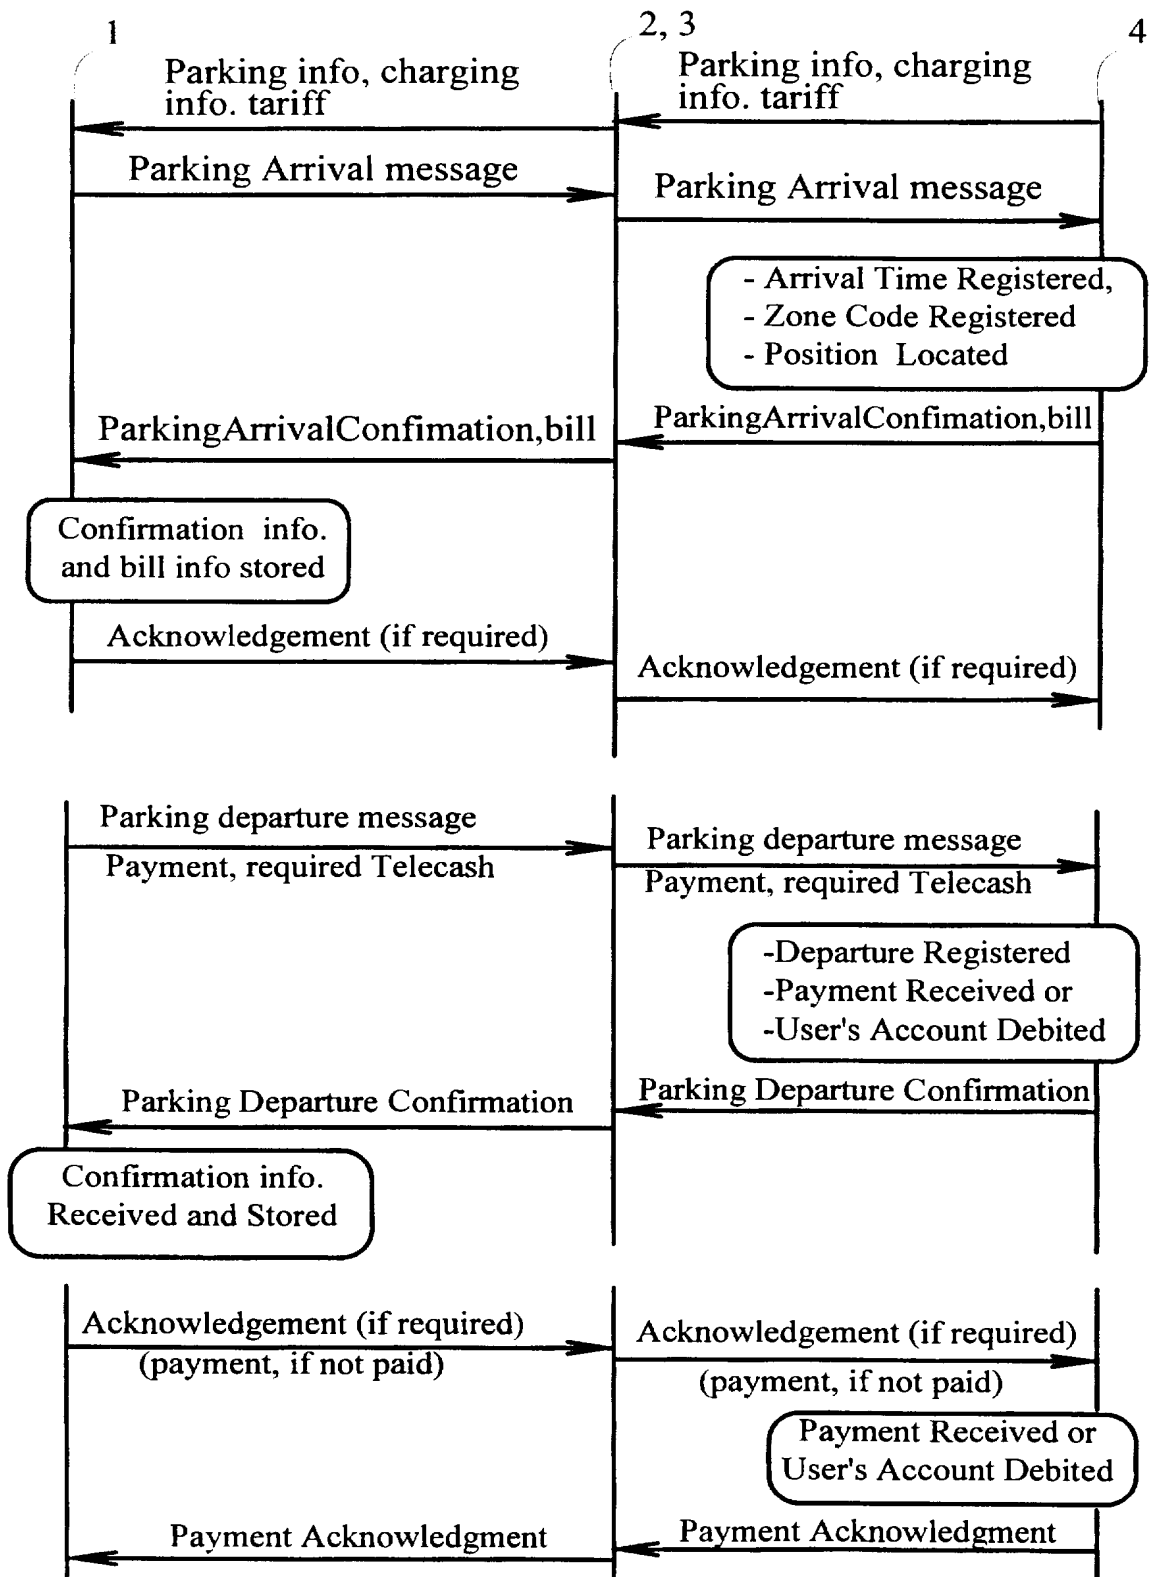 1
2, 3
4
Parking info, charging
info. tariff
Parking info, charging
info. tariff
Parking Arrival message
Parking Arrival message
- Arrival Time Registered,
- Zone Code Registered
- Position Located
ParkingArrivalConfimation,bill
ParkingArrivalConfimation,bill
Confirmation info.
and bill info stored
Acknowledgement (if required)
Acknowledgement (if required)
Parking departure message
Payment, required Telecash
Parking departure message
Payment, required Telecash
-Departure Registered
-Payment Received or
-User's Account Debited
Parking Departure Confirmation
Parking Departure Confirmation
Confirmation info.
Received and Stored
Acknowledgement (if required)
(payment, if not paid)
Acknowledgement (if required)
(payment, if not paid)
Payment Received or
User's Account Debited
Payment Acknowledgment
Payment Acknowledgment